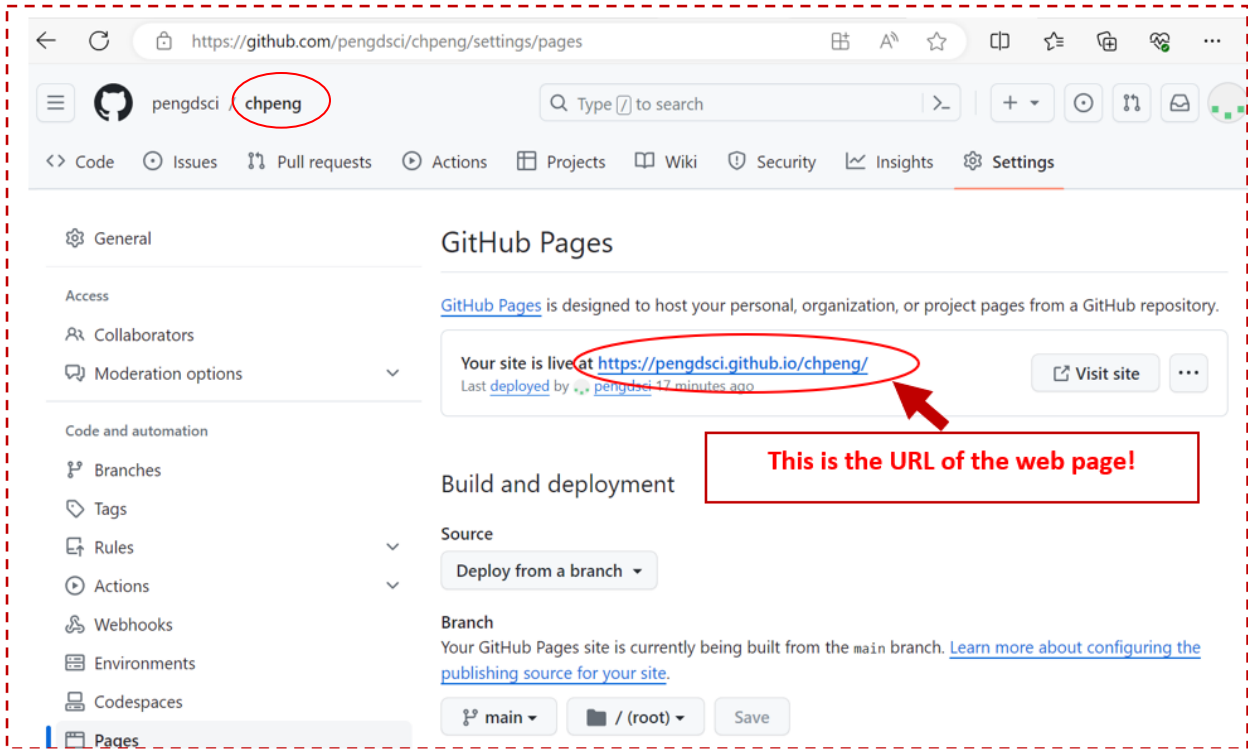 https://github.com/pengdsci/chpeng/settings/pages
pengdsci / chpeng
Type / to search
Code Issues Pull requests Actions Projects Wiki Security Insights Settings
General
Access
Collaborators
Moderation options
Code and automation
Branches
Tags
Rules
Actions
Webhooks
Environments
Codespaces
Pages
GitHub Pages
GitHub Pages is designed to host your personal, organization, or project pages from a GitHub repository.
Your site is live at https://pengdsci.github.io/chpeng/
Last deployed by pengdsci 17 minutes ago
Visit site
This is the URL of the web page!
Build and deployment
Source
Deploy from a branch
Branch
Your GitHub Pages site is currently being built from the main branch. Learn more about configuring the
publishing source for your site.
main / (root) Save